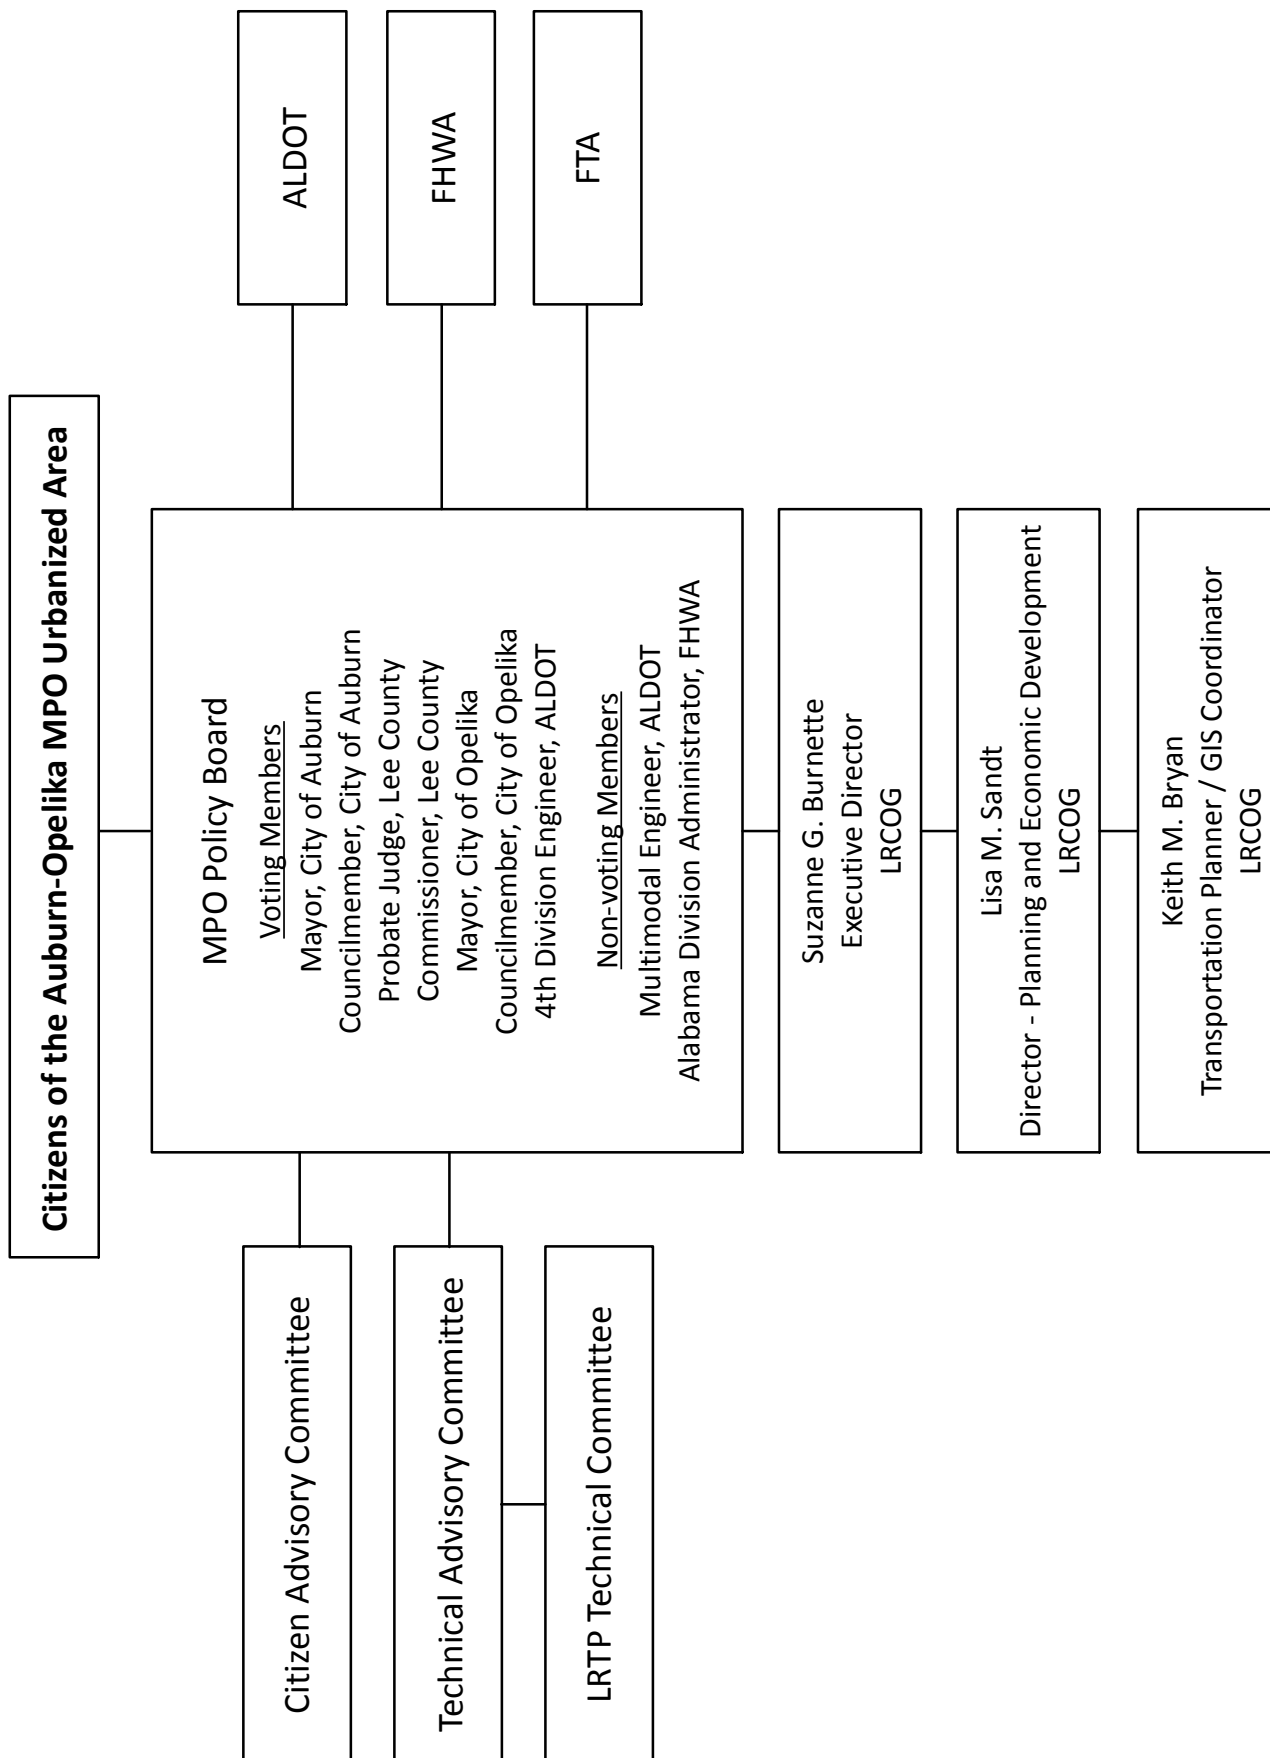 Citizens of the Auburn-Opelika MPO Urbanized Area
Citizen Advisory Committee
Technical Advisory Committee
LRTP Technical Committee
MPO Policy Board
Voting Members
Mayor, City of Auburn
Councilmember, City of Auburn
Probate Judge, Lee County
Commissioner, Lee County
Mayor, City of Opelika
Councilmember, City of Opelika
4th Division Engineer, ALDOT
Non-voting Members
Multimodal Engineer, ALDOT
Alabama Division Administrator, FHWA
ALDOT
FHWA
FTA
Suzanne G. Burnette
Executive Director
LRCOG
Lisa M. Sandt
Director - Planning and Economic Development
LRCOG
Keith M. Bryan
Transportation Planner / GIS Coordinator
LRCOG